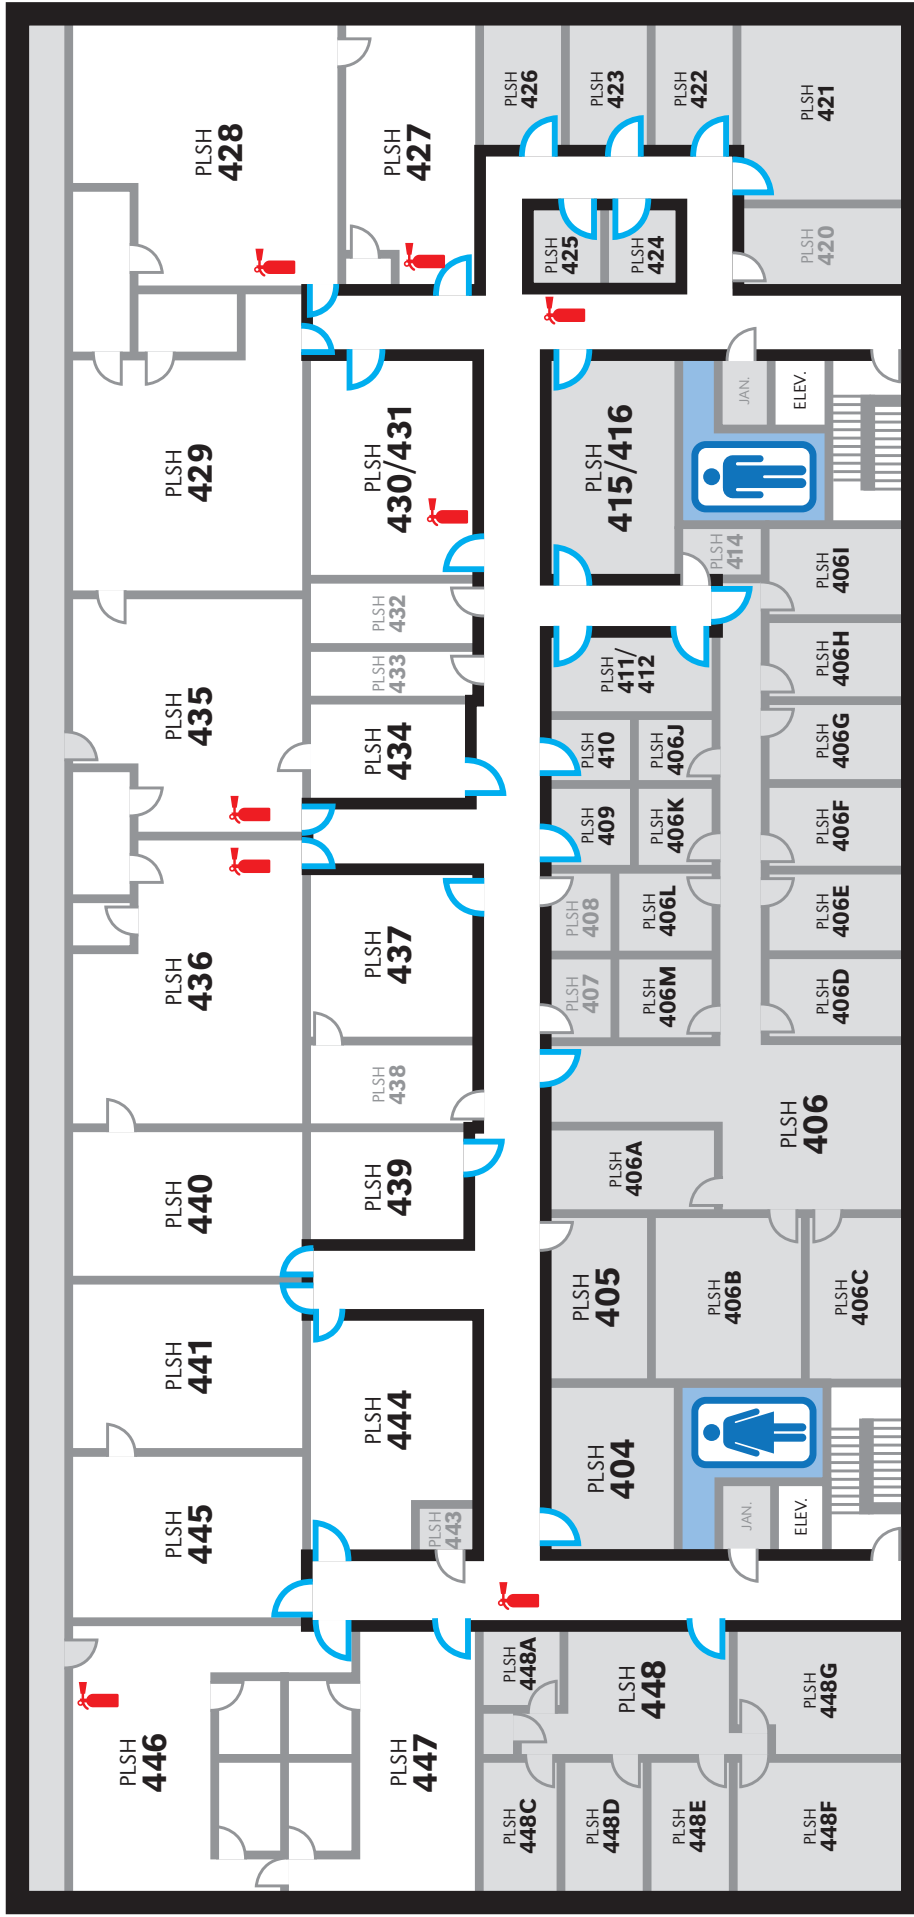 PLSH
428
PLSH
427
PLSH
426
PLSH
423
PLSH
422
PLSH
421
PLSH
425
PLSH
424
PLSH
420
PLSH
429
PLSH
430/431
PLSH
415/416
JAN.
ELEV.
PLSH
414
PLSH
406I
PLSH
432
PLSH
433
PLSH
411/
412
PLSH
406H
PLSH
435
PLSH
434
PLSH
410
PLSH
406J
PLSH
406G
PLSH
409
PLSH
406K
PLSH
406F
PLSH
436
PLSH
437
PLSH
408
PLSH
406L
PLSH
406E
PLSH
407
PLSH
406M
PLSH
406D
PLSH
438
PLSH
406
PLSH
440
PLSH
439
PLSH
406A
PLSH
405
PLSH
406B
PLSH
406C
PLSH
441
PLSH
444
PLSH
404
PLSH
445
PLSH
443
JAN.
ELEV.
PLSH
446
PLSH
447
PLSH
448A
PLSH
448
PLSH
448G
PLSH
448C
PLSH
448D
PLSH
448E
PLSH
448F